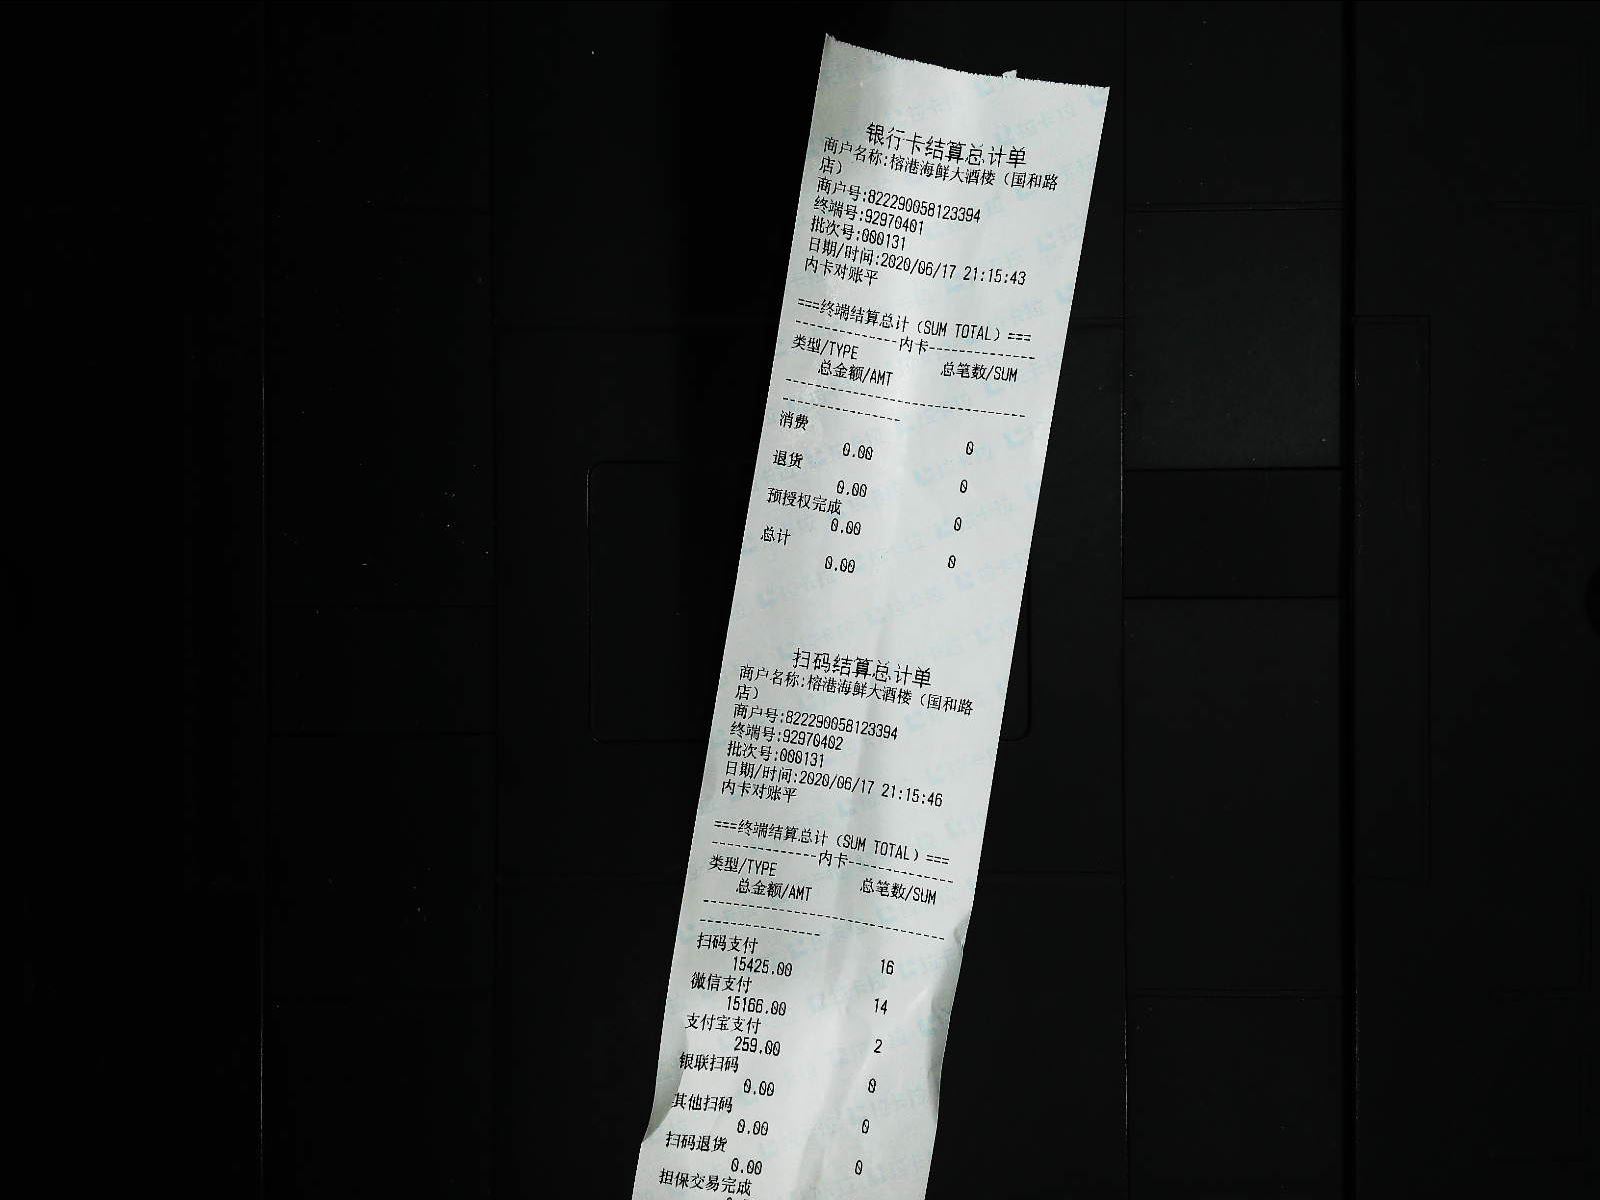 银行卡结算总计单
商户名称:榕港海鲜大酒楼（国和路
店）
商户号:822290058123394
终端号:92970401
批次号:000131
日期/时间:2020/06/17 21:15:43
内卡对账平
===终端结算总计（SUM TOTAL）===
-------------内卡-------------
类型/TYPE
总金额/AMT 总笔数/SUM
------------------------------
---------------
消费
0.00 0
退货
0.00 0
预授权完成
0.00 0
总计
0.00 0
扫码结算总计单
商户名称:榕港海鲜大酒楼（国和路
店）
商户号:822290058123394
终端号:92970402
批次号:000131
日期/时间:2020/06/17 21:15:46
内卡对账平
===终端结算总计（SUM TOTAL）===
-------------内卡-------------
类型/TYPE
总金额/AMT 总笔数/SUM
------------------------------
---------------
扫码支付
15425.00 16
微信支付
15166.00 14
支付宝支付
259.00 2
银联扫码
0.00 0
其他扫码
0.00 0
扫码退货
0.00 0
担保交易完成